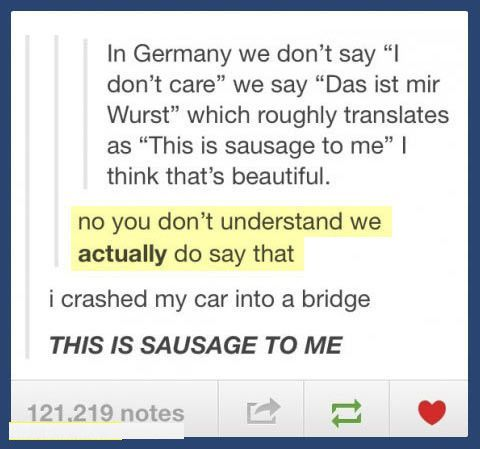 In Germany we don’t say “I
don’t care” we say “Das ist mir
Wurst” which roughly translates
as “This is sausage to me” I
think that’s beautiful.
no you don’t understand we
actually do say that
i crashed my car into a bridge
THIS IS SAUSAGE TO ME
121,219 notes